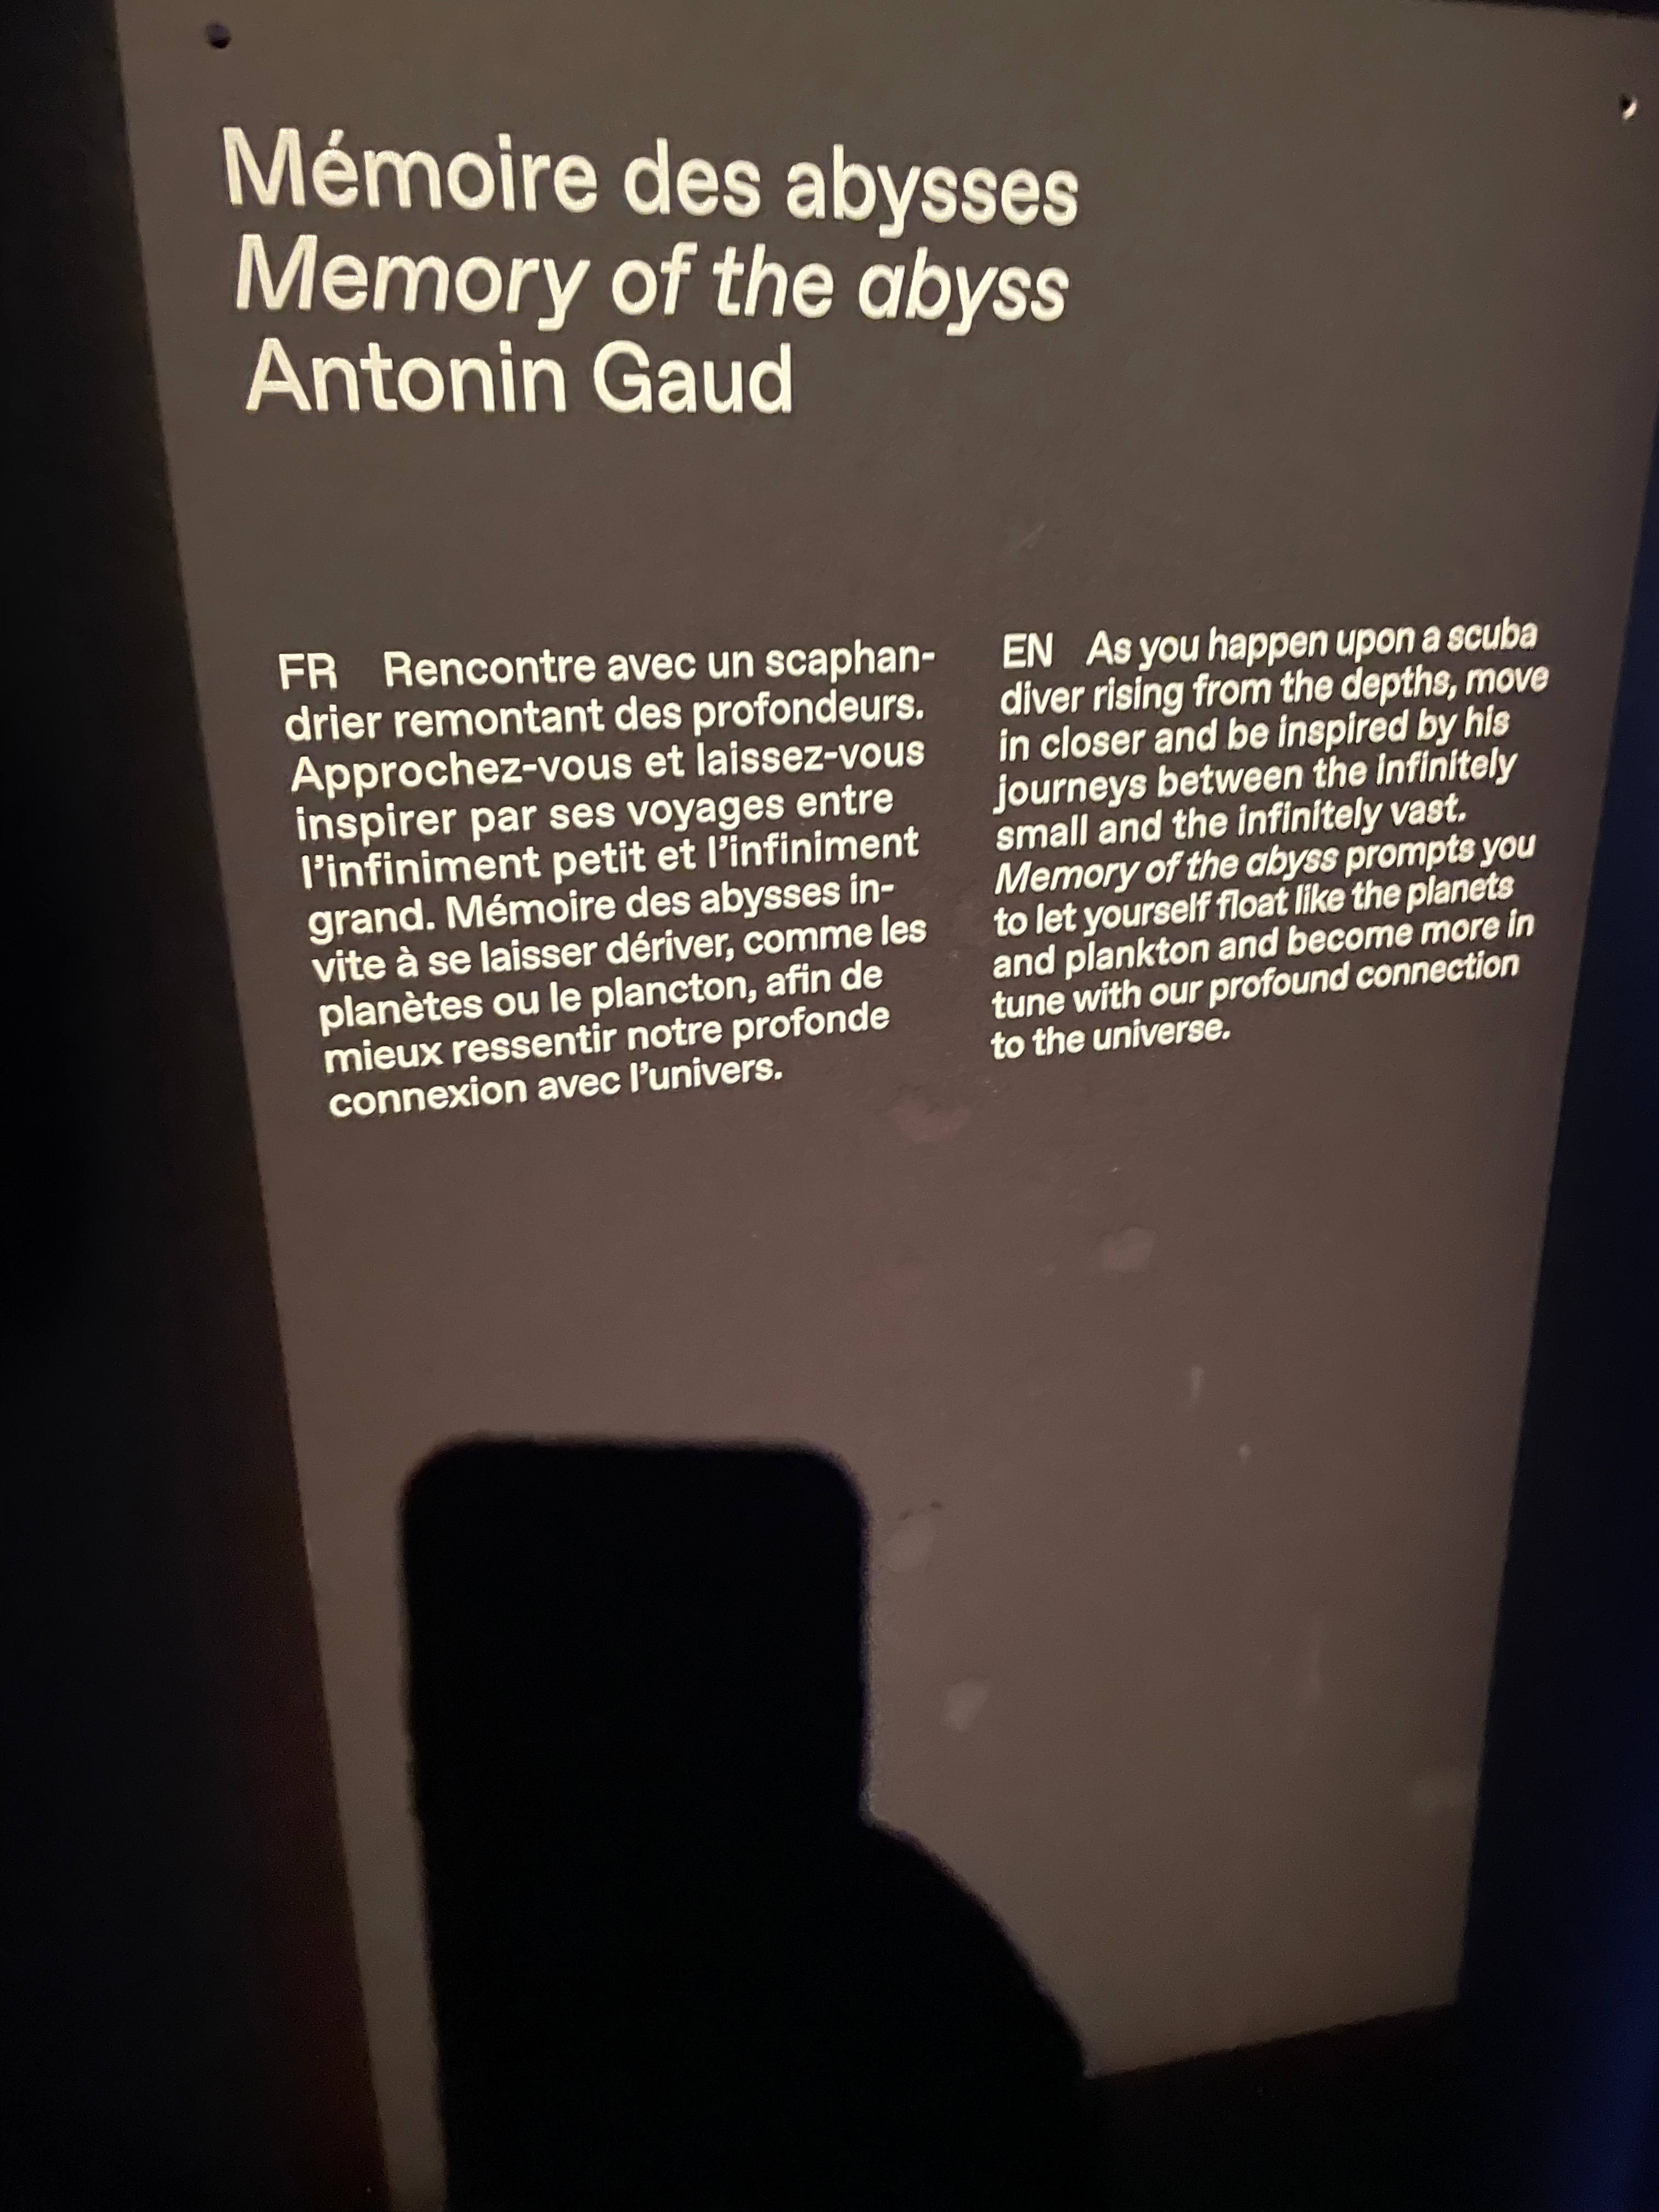 Mémoire des abysses
Memory of the abyss
Antonin Gaud
FR Rencontre avec un scaphan-
drier remontant des profondeurs.
Approchez-vous et laissez-vous
inspirer par ses voyages entre
l'infiniment petit et l'infiniment
grand. Mémoire des abysses in-
vite à se laisser dériver, comme les
planètes ou le plancton, afin de
mieux ressentir notre profonde
connexion avec l'univers.
EN As you happen upon a scuba
diver rising from the depths, move
in closer and be inspired by his
journeys between the infinitely
small and the infinitely vast.
Memory of the abyss prompts you
to let yourself float like the planets
and plankton and become more in
tune with our profound connection
to the universe.